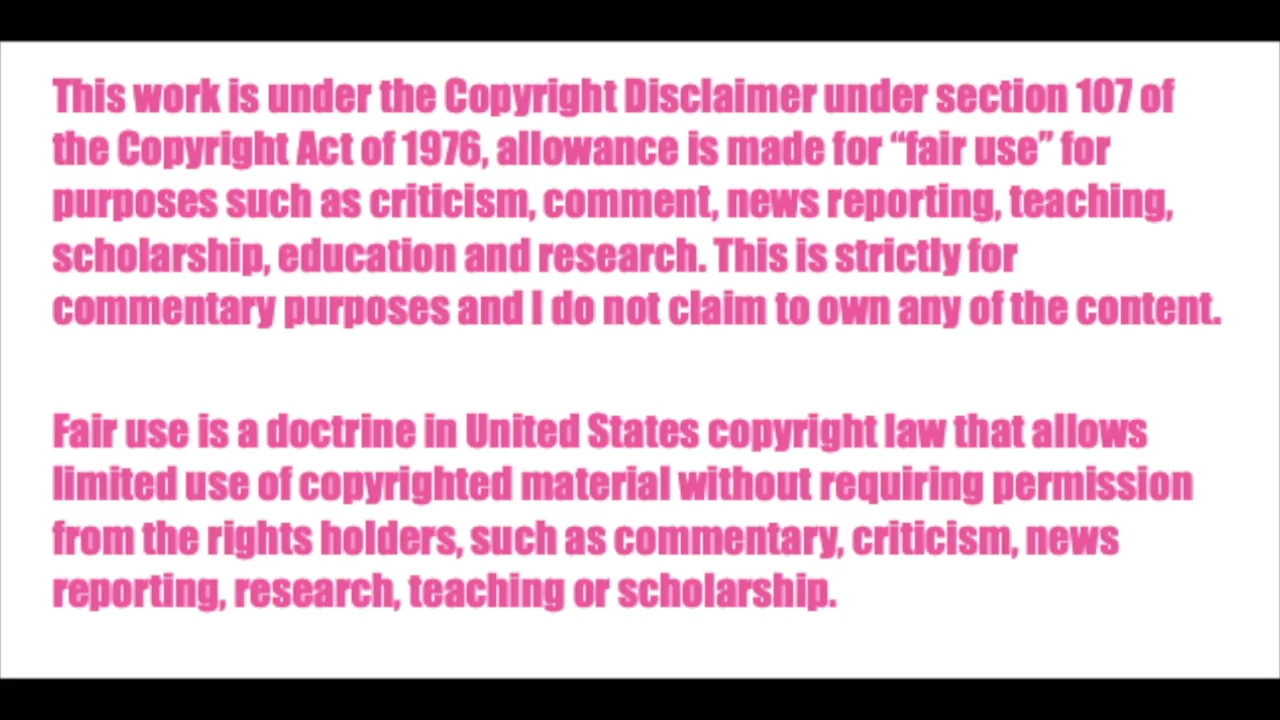 This work is under the Copyright Disclaimer under section 107 of
the Copyright Act of 1976, allowance is made for “fair use” for
purposes such as criticism, comment, news reporting, teaching,
scholarship, education and research. This is strictly for
commentary purposes and I do not claim to own any of the content.
Fair use is a doctrine in United States copyright law that allows
limited use of copyrighted material without requiring permission
from the rights holders, such as commentary, criticism, news
reporting, research, teaching or scholarship.